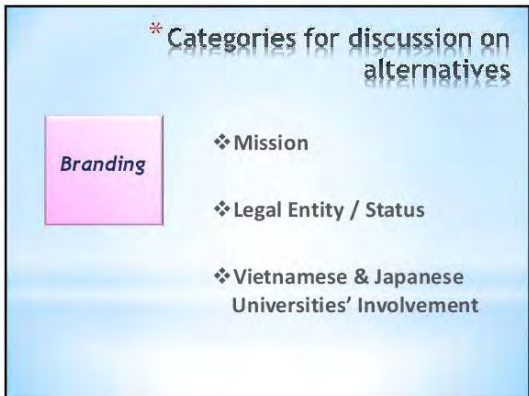 * Categories for discussion on
alternatives
Branding
❖Mission
❖Legal Entity / Status
❖Vietnamese & Japanese
Universities’ Involvement